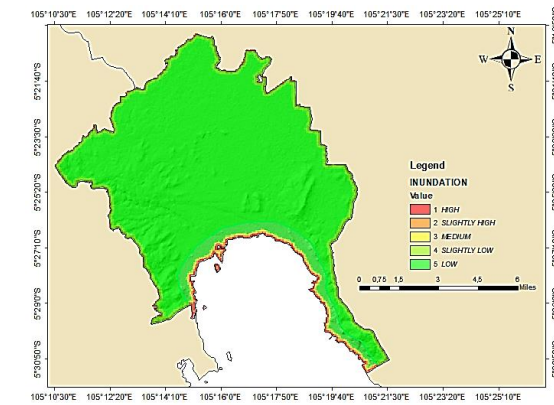 105°10'30"E 105°12'20"E 105°14'10"E 105°16'0"E 105°17'50"E 105°19'40"E 105°21'30"E 105°23'20"E 105°25'10"E
N
W E
S
5°21'40"S
5°23'30"S
5°25'20"S
5°27'10"S
5°29'0"S
5°30'50"S
Legend
INUNDATION
Value
1 HIGH
2 SLIGHTLY HIGH
3 MEDIUM
4 SLIGHTLY LOW
5 LOW
0 0,75 1,5 3 4,5 6
Miles
105°10'30"E 105°12'20"E 105°14'10"E 105°16'0"E 105°17'50"E 105°19'40"E 105°21'30"E 105°23'20"E 105°25'10"E